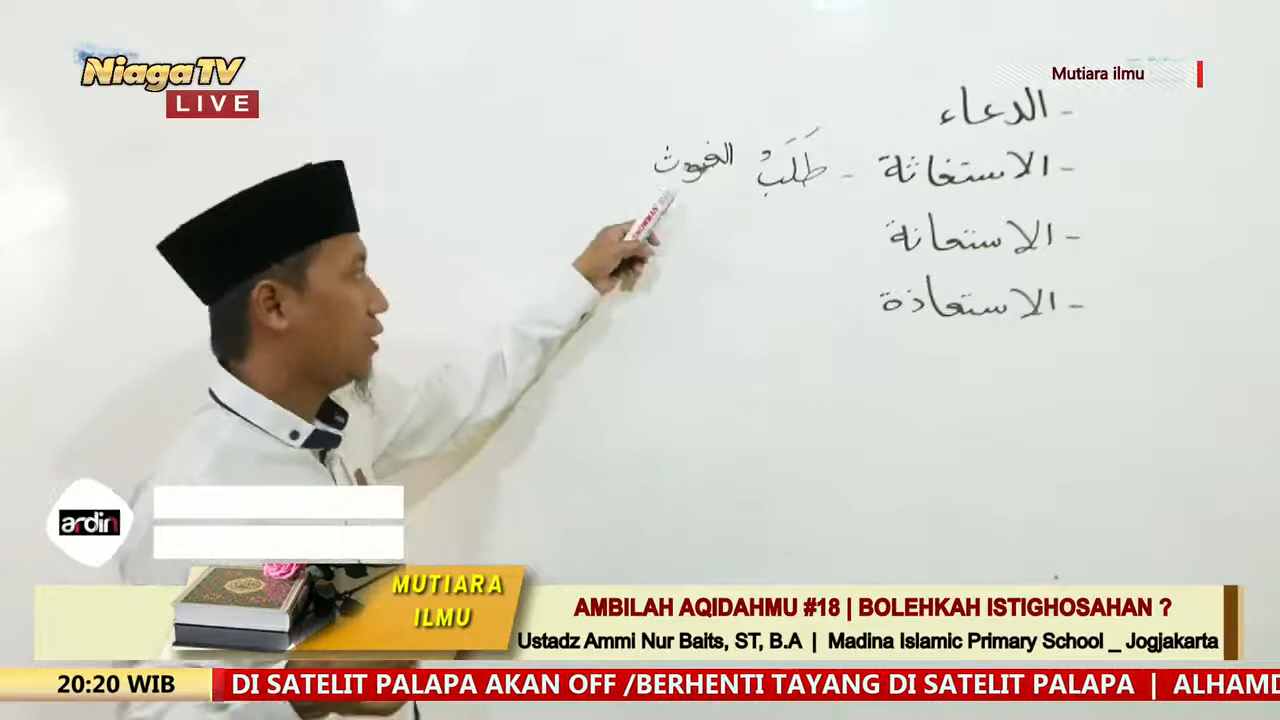 NiagaTV
LIVE
Mutiara ilmu
- الدعاء
- الاستغاثة - طَلَبُ الغوث
- الاستعانة
- الاستعاذة
SNOWMAN
ardin
MUTIARA
ILMU
AMBILAH AQIDAHMU #18 | BOLEHKAH ISTIGHOSAHAN ?
Ustadz Ammi Nur Baits, ST, B.A | Madina Islamic Primary School _ Jogjakarta
20:20 WIB
DI SATELIT PALAPA AKAN OFF /BERHENTI TAYANG DI SATELIT PALAPA | ALHAMD